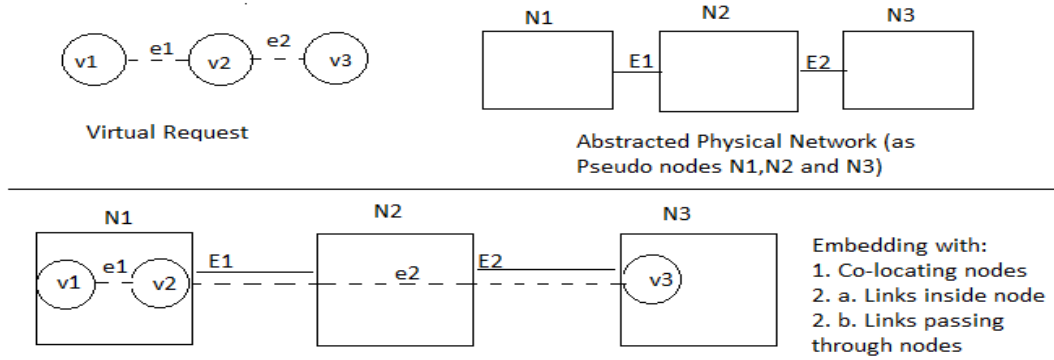 N1 N2 N3
e1 e2
v1 v2 v3
E1 E2
Virtual Request
Abstracted Physical Network (as
Pseudo nodes N1,N2 and N3)
N1 N2 N3
E1 E2
v1 e1 v2 e2 v3
Embedding with:
1. Co-locating nodes
2. a. Links inside node
2. b. Links passing
through nodes